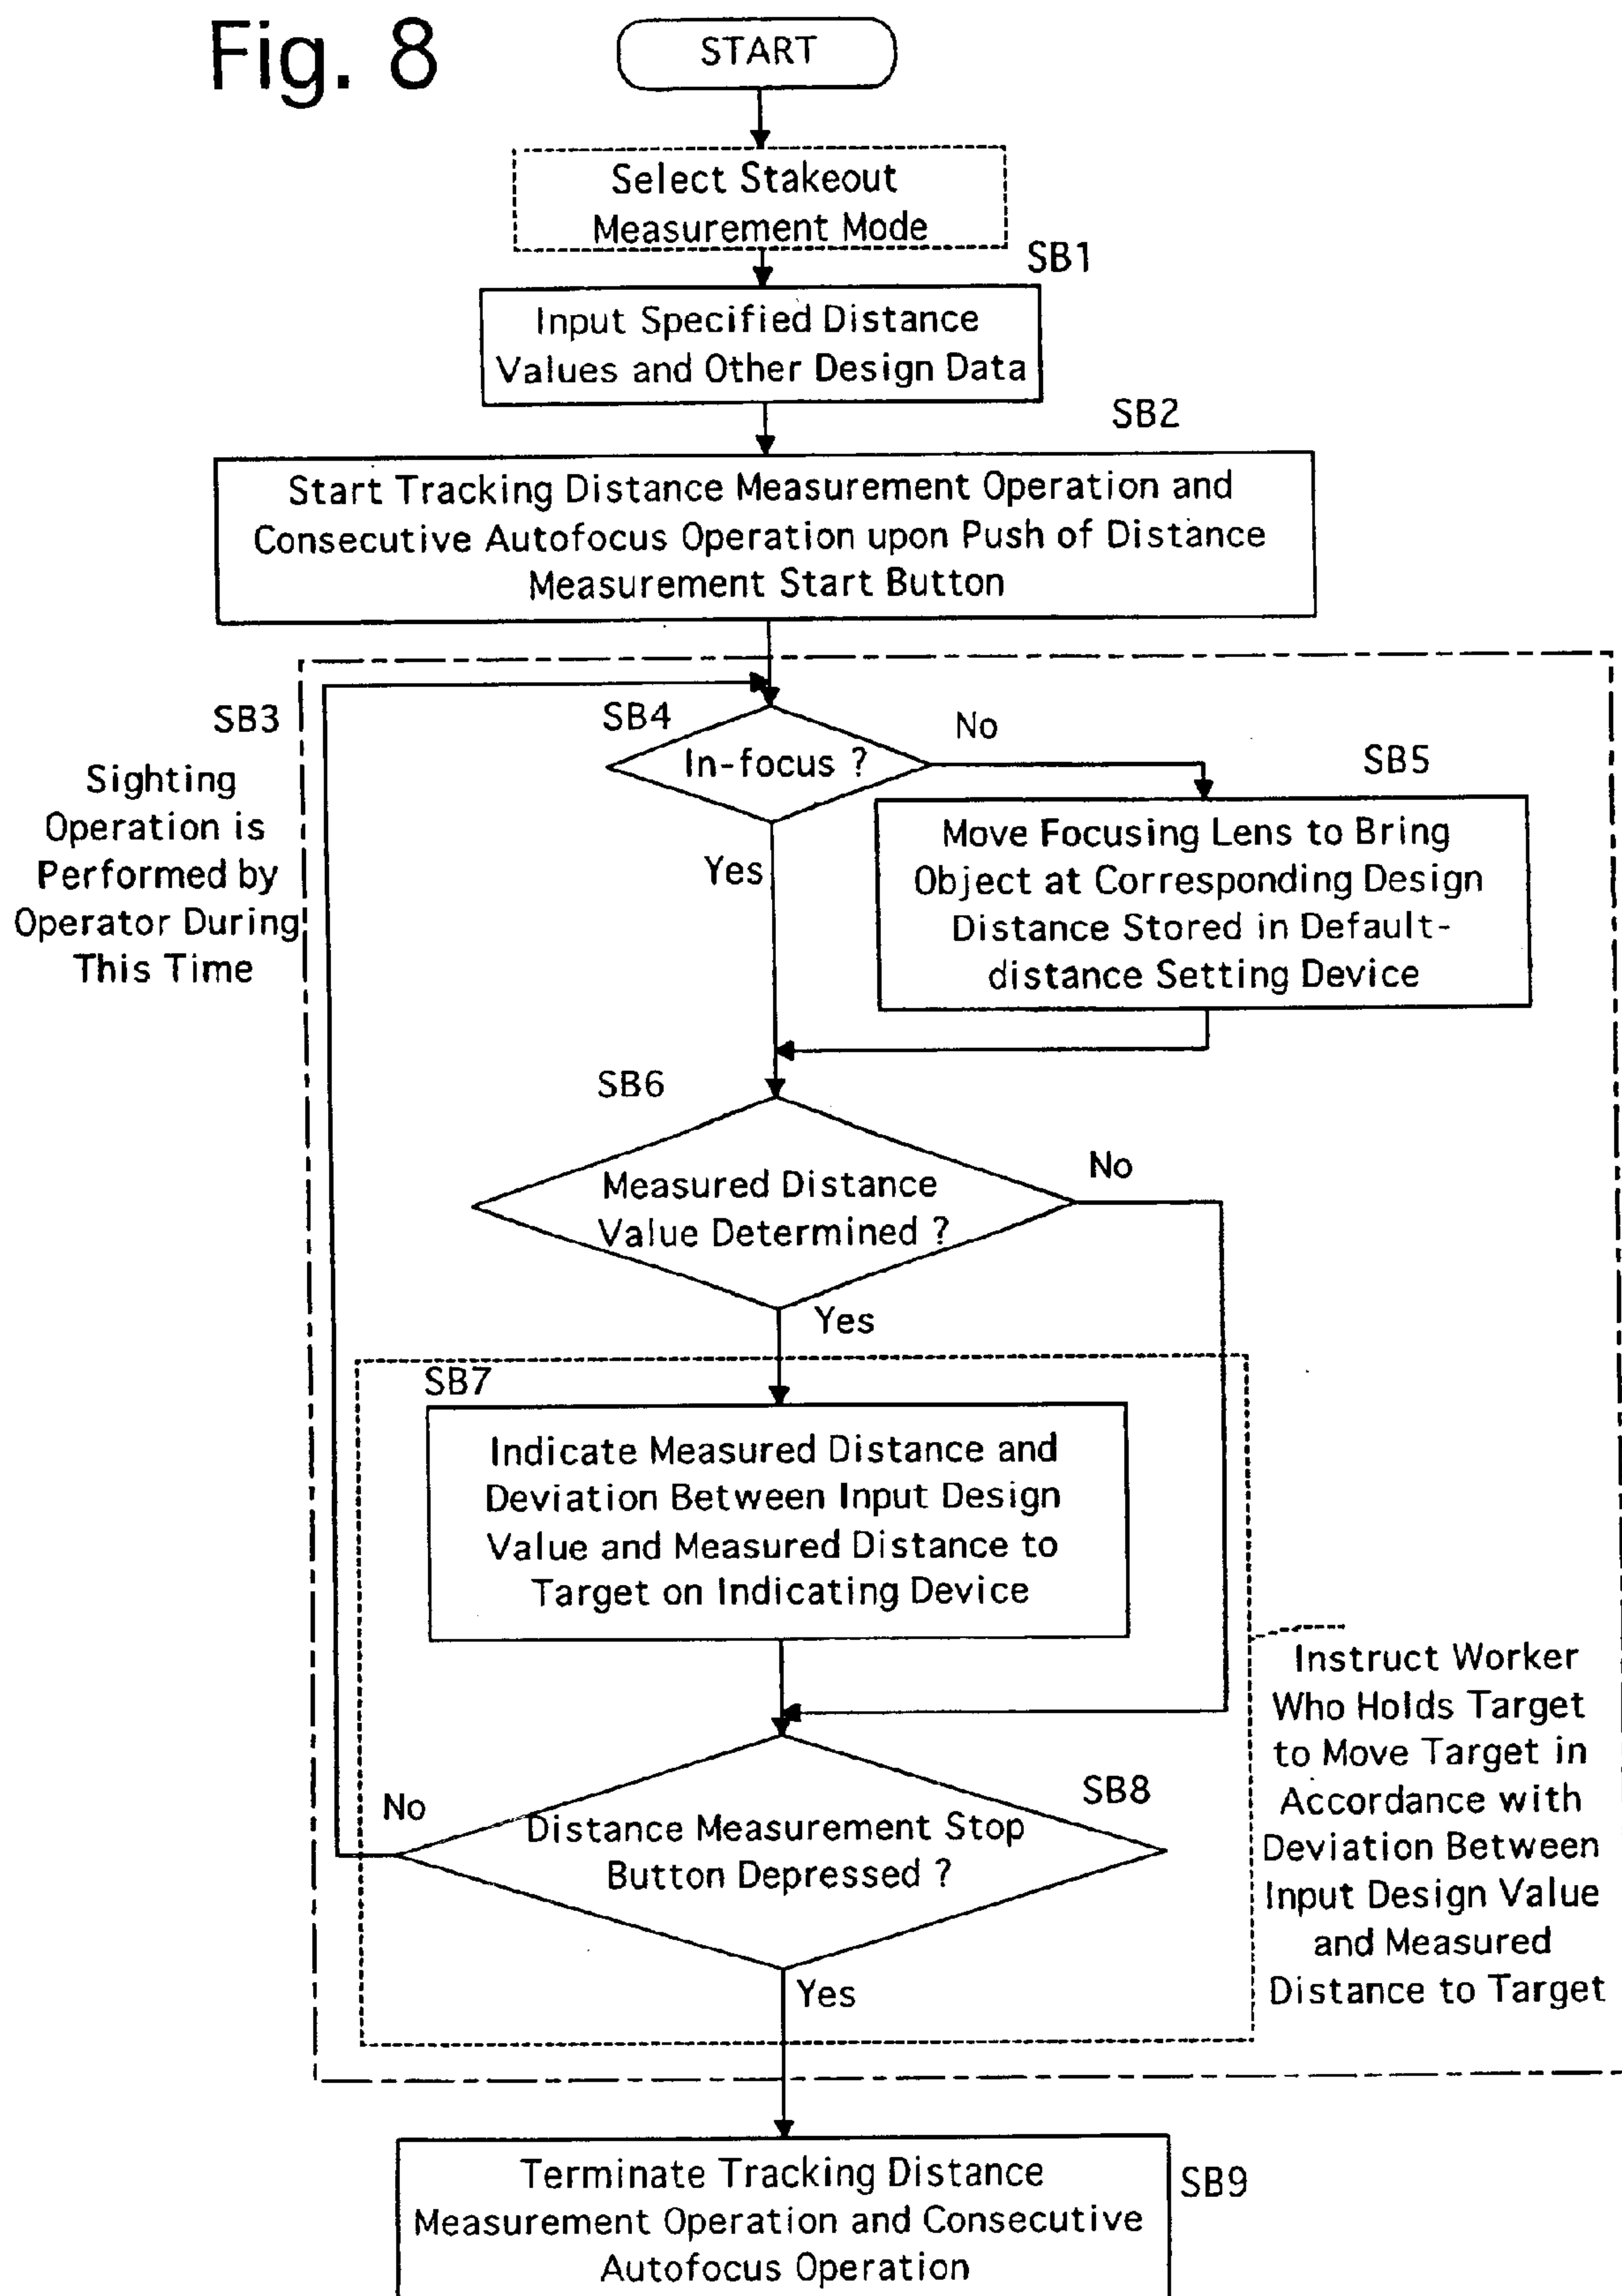 Fig. 8
START
Select Stakeout
Measurement Mode
SB1
Input Specified Distance
Values and Other Design Data
SB2
Start Tracking Distance Measurement Operation and
Consecutive Autofocus Operation upon Push of Distance
Measurement Start Button
SB3
Sighting
Operation is
Performed by
Operator During
This Time
SB4
In-focus ?
No
Yes
SB5
Move Focusing Lens to Bring
Object at Corresponding Design
Distance Stored in Default-
distance Setting Device
SB6
Measured Distance
Value Determined ?
No
Yes
SB7
Indicate Measured Distance and
Deviation Between Input Design
Value and Measured Distance to
Target on Indicating Device
Instruct Worker
Who Holds Target
to Move Target in
Accordance with
Deviation Between
Input Design Value
and Measured
Distance to Target
SB8
No
Distance Measurement Stop
Button Depressed ?
Yes
Terminate Tracking Distance
Measurement Operation and Consecutive
Autofocus Operation
SB9